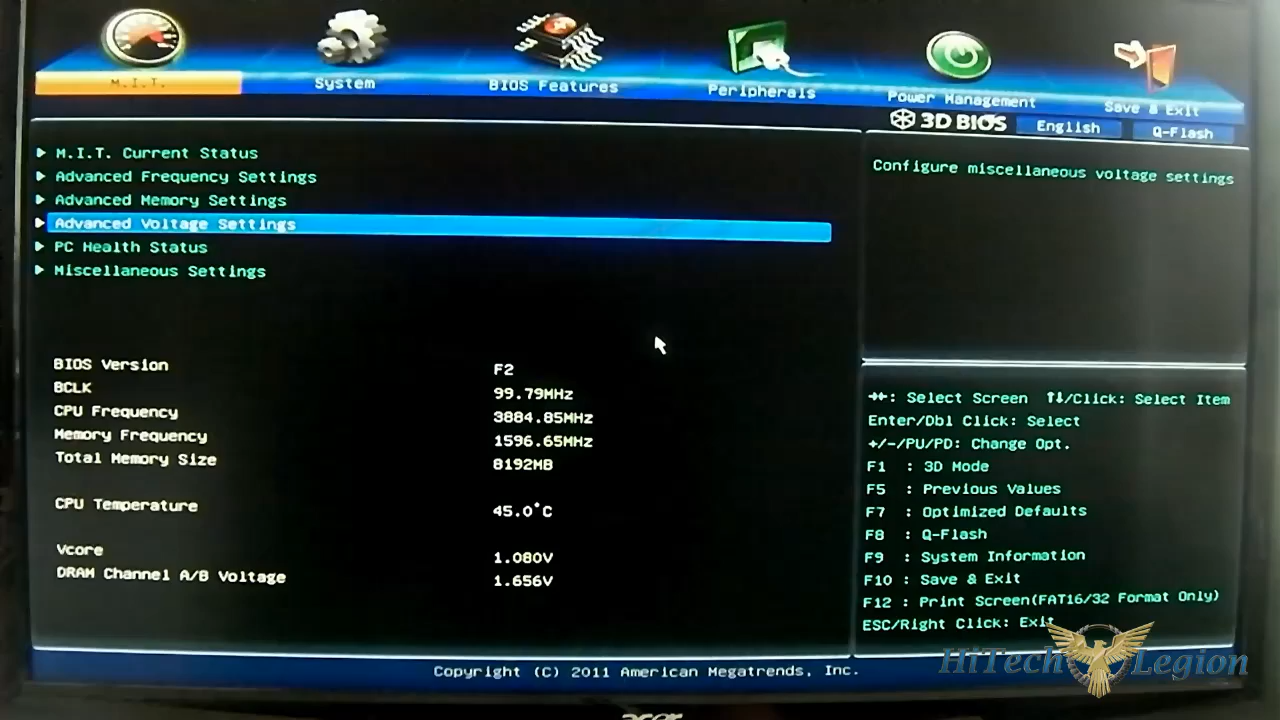 M.I.T.
System
BIOS Features
Peripherals
Power Management
Save & Exit
3D BIOS
English
Q-Flash
M.I.T. Current Status
Advanced Frequency Settings
Advanced Memory Settings
Advanced Voltage Settings
PC Health Status
Miscellaneous Settings
Configure miscellaneous voltage settings
BIOS Version F2
BCLK 99.79MHz
CPU Frequency 3884.85MHz
Memory Frequency 1596.65MHz
Total Memory Size 8192MB
CPU Temperature 45.0°C
Vcore 1.080V
DRAM Channel A/B Voltage 1.656V
→←: Select Screen ↑↓/Click: Select Item
Enter/Dbl Click: Select
+/-/PU/PD: Change Opt.
F1 : 3D Mode
F5 : Previous Values
F7 : Optimized Defaults
F8 : Q-Flash
F9 : System Information
F10 : Save & Exit
F12 : Print Screen(FAT16/32 Format Only)
ESC/Right Click: Exit
HiTech Legion
Copyright (C) 2011 American Megatrends, Inc.
acer